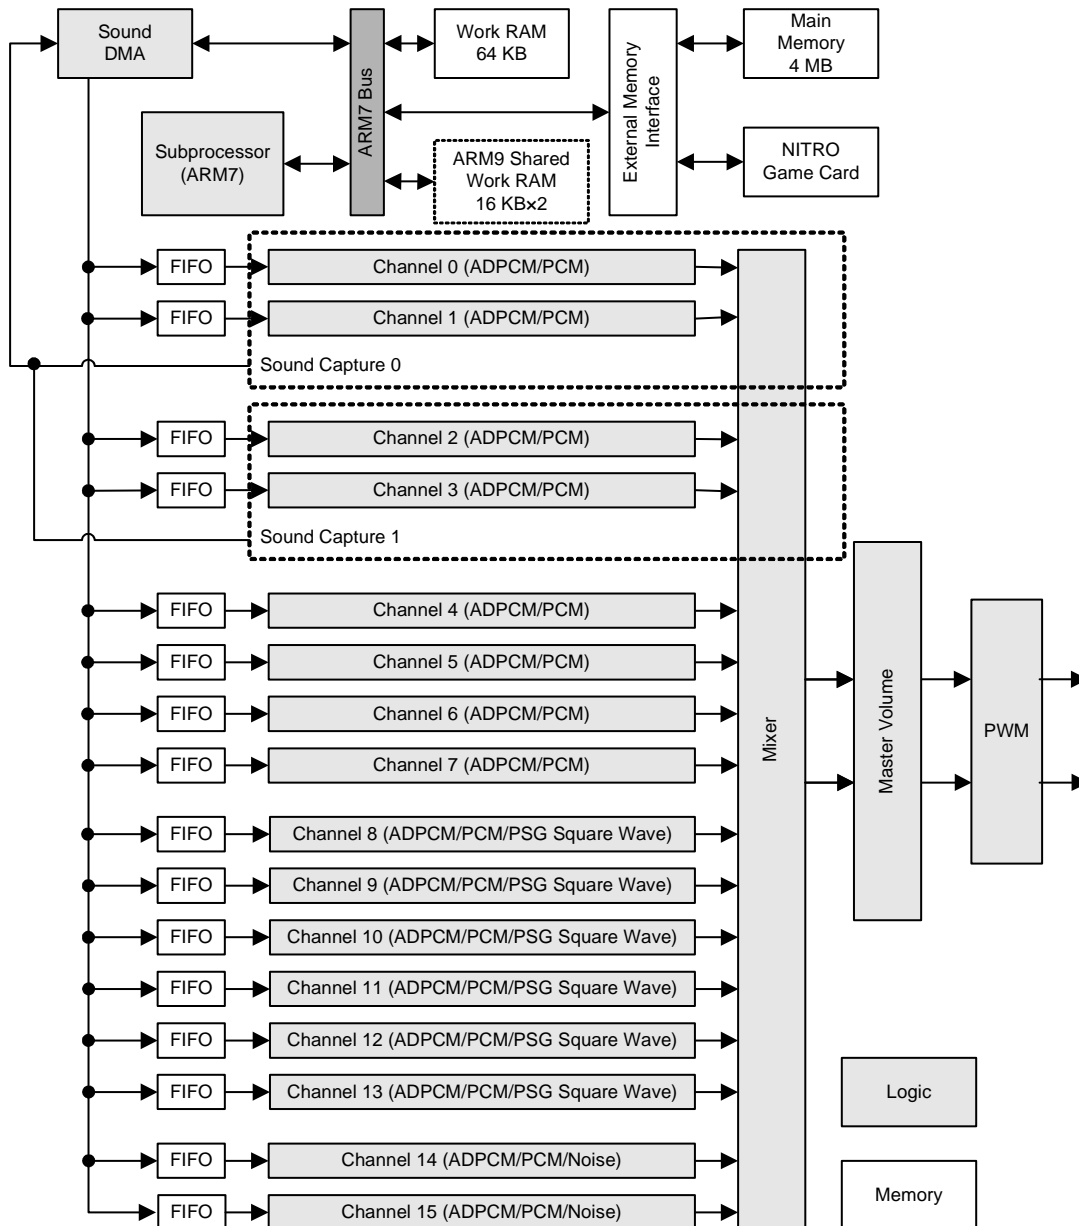 Sound
DMA
Work RAM
64 KB
Main
Memory
4 MB
ARM7 Bus
External Memory
Interface
Subprocessor
(ARM7)
ARM9 Shared
Work RAM
16 KB×2
NITRO
Game Card
FIFO
Channel 0 (ADPCM/PCM)
FIFO
Channel 1 (ADPCM/PCM)
Sound Capture 0
FIFO
Channel 2 (ADPCM/PCM)
FIFO
Channel 3 (ADPCM/PCM)
Sound Capture 1
FIFO
Channel 4 (ADPCM/PCM)
FIFO
Channel 5 (ADPCM/PCM)
FIFO
Channel 6 (ADPCM/PCM)
FIFO
Channel 7 (ADPCM/PCM)
Mixer
Master Volume
PWM
FIFO
Channel 8 (ADPCM/PCM/PSG Square Wave)
FIFO
Channel 9 (ADPCM/PCM/PSG Square Wave)
FIFO
Channel 10 (ADPCM/PCM/PSG Square Wave)
FIFO
Channel 11 (ADPCM/PCM/PSG Square Wave)
FIFO
Channel 12 (ADPCM/PCM/PSG Square Wave)
FIFO
Channel 13 (ADPCM/PCM/PSG Square Wave)
Logic
FIFO
Channel 14 (ADPCM/PCM/Noise)
FIFO
Channel 15 (ADPCM/PCM/Noise)
Memory